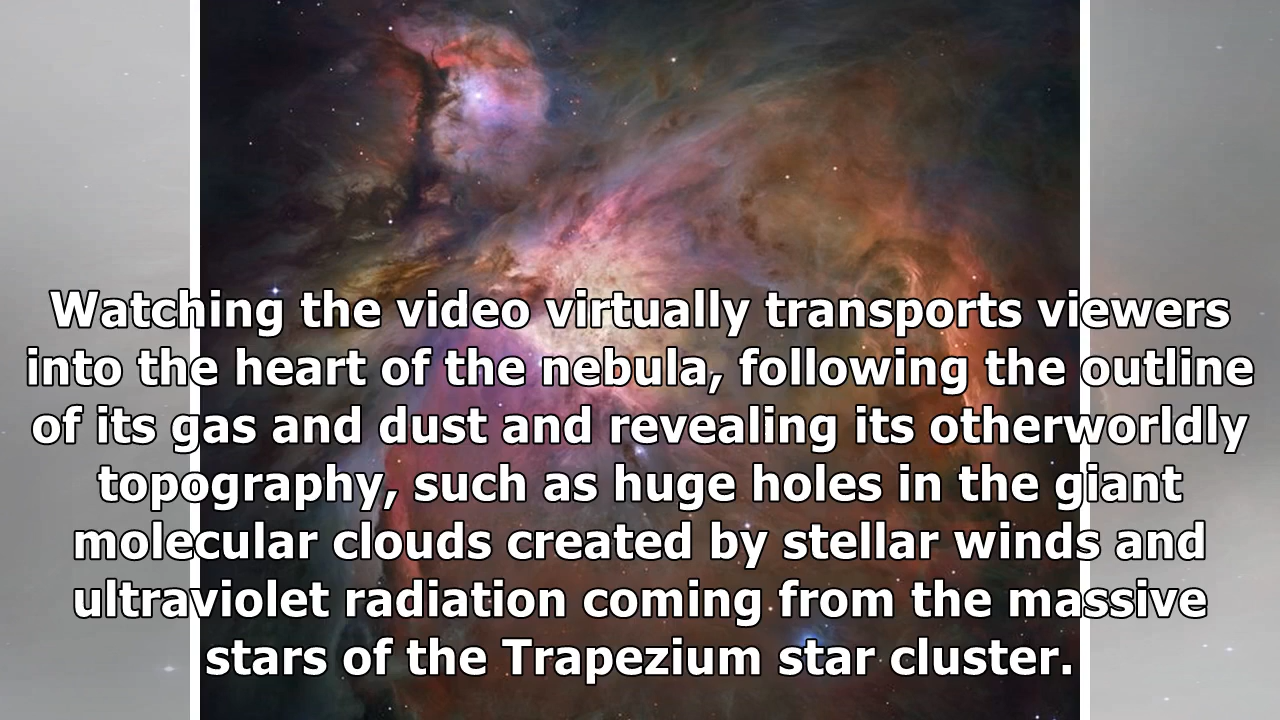 Watching the video virtually transports viewers
into the heart of the nebula, following the outline
of its gas and dust and revealing its otherworldly
topography, such as huge holes in the giant
molecular clouds created by stellar winds and
ultraviolet radiation coming from the massive
stars of the Trapezium star cluster.